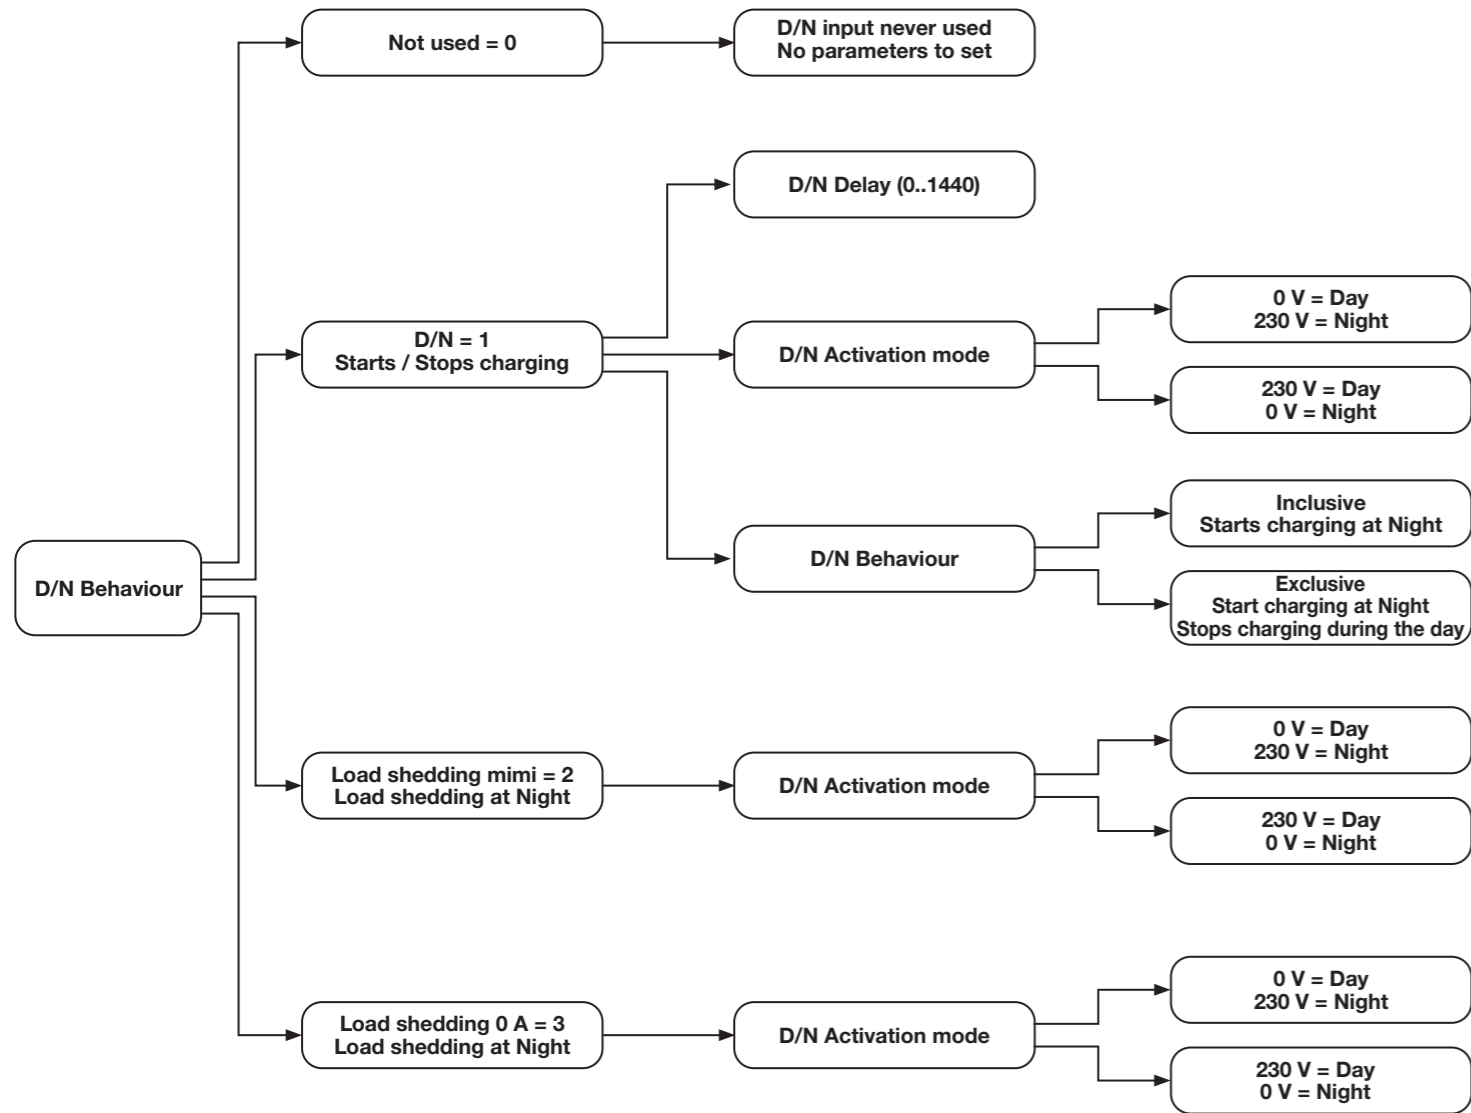 Not used = 0
D/N input never used
No parameters to set
D/N Delay (0..1440)
D/N = 1
Starts / Stops charging
D/N Activation mode
0 V = Day
230 V = Night
230 V = Day
0 V = Night
D/N Behaviour
Inclusive
Starts charging at Night
Exclusive
Start charging at Night
Stops charging during the day
D/N Behaviour
Load shedding mimi = 2
Load shedding at Night
D/N Activation mode
0 V = Day
230 V = Night
230 V = Day
0 V = Night
Load shedding 0 A = 3
Load shedding at Night
D/N Activation mode
0 V = Day
230 V = Night
230 V = Day
0 V = Night